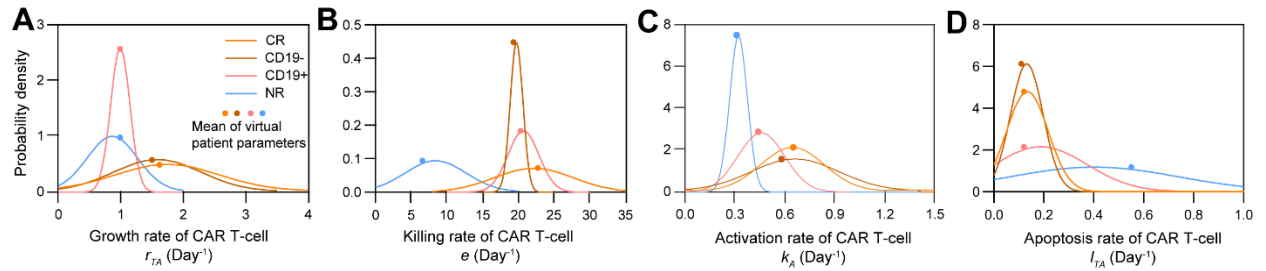 A
Probability density
3
2
1
0
0 1 2 3 4
CR
CD19-
CD19+
NR
Mean of virtual
patient parameters
Growth rate of CAR T-cell
r_TA (Day⁻¹)
B
0.5
0.4
0.3
0.2
0.1
0.0
0 5 10 15 20 25 30 35
Killing rate of CAR T-cell
e (Day⁻¹)
C
8
6
4
2
0
0.0 0.3 0.6 0.9 1.2 1.5
Activation rate of CAR T-cell
k_A (Day⁻¹)
D
8
6
4
2
0
0.0 0.2 0.4 0.6 0.8 1.0
Apoptosis rate of CAR T-cell
l_TA (Day⁻¹)